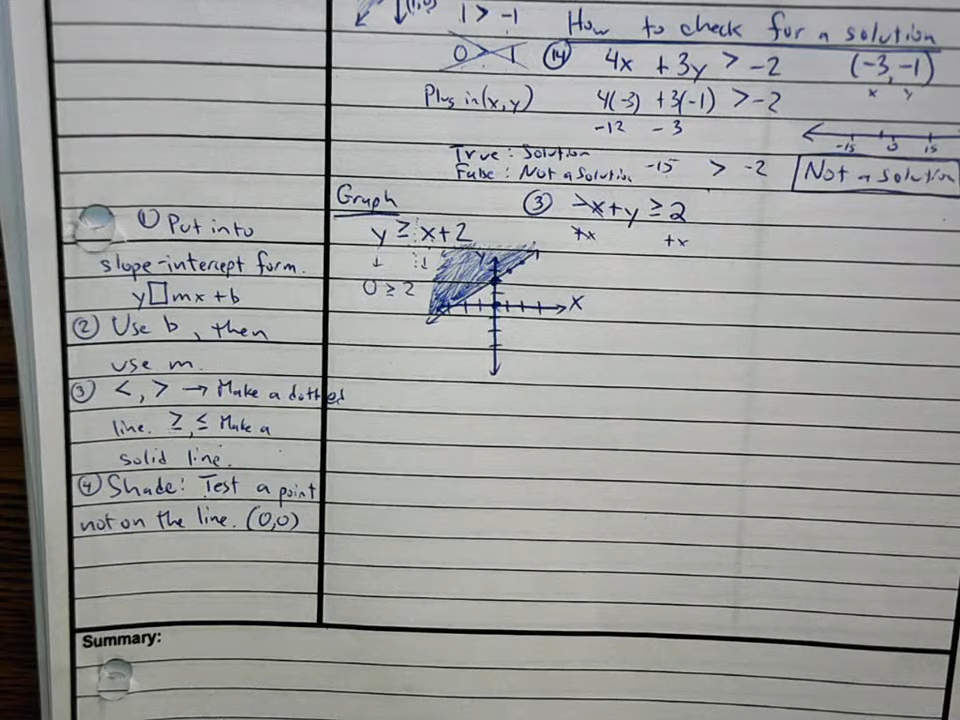 1 > -1
How to check for a solution
0 > 1
14 4x + 3y > -2 (-3, -1)
x y
Plug in (x, y) 4(-3) + 3(-1) > -2
-12 - 3
-15 0 15
True: Solution
False: Not a Solution -15 > -2 Not a solution
Graph
3 -x + y ≥ 2
+x +x
y ≥ x + 2
↓ ↓
0 ≥ 2
y
x
① Put into
slope-intercept form.
y □ mx + b
② Use b, then
use m.
③ <, > → Make a dotted
line. ≥, ≤ Make a
solid line.
④ Shade: Test a point
not on the line. (0,0)
Summary: